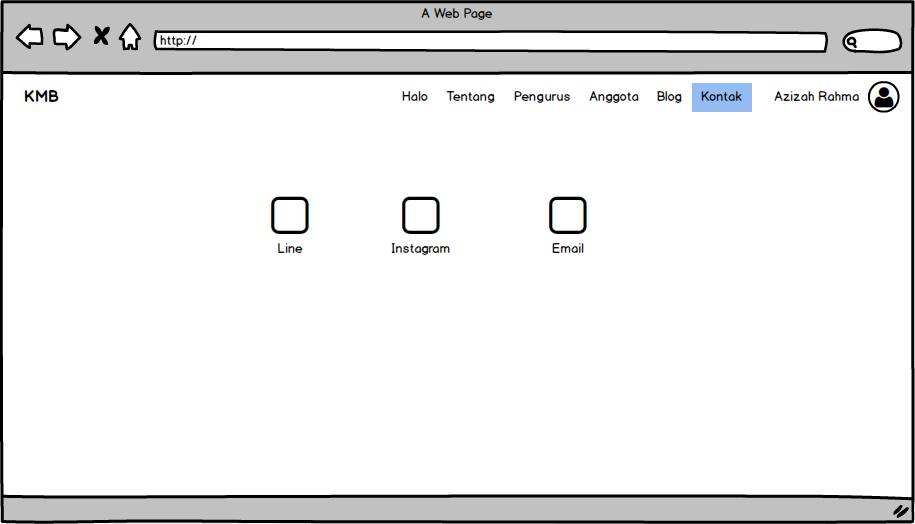 A Web Page
http://
KMB Halo Tentang Pengurus Anggota Blog Kontak Azizah Rahma
Line Instagram Email